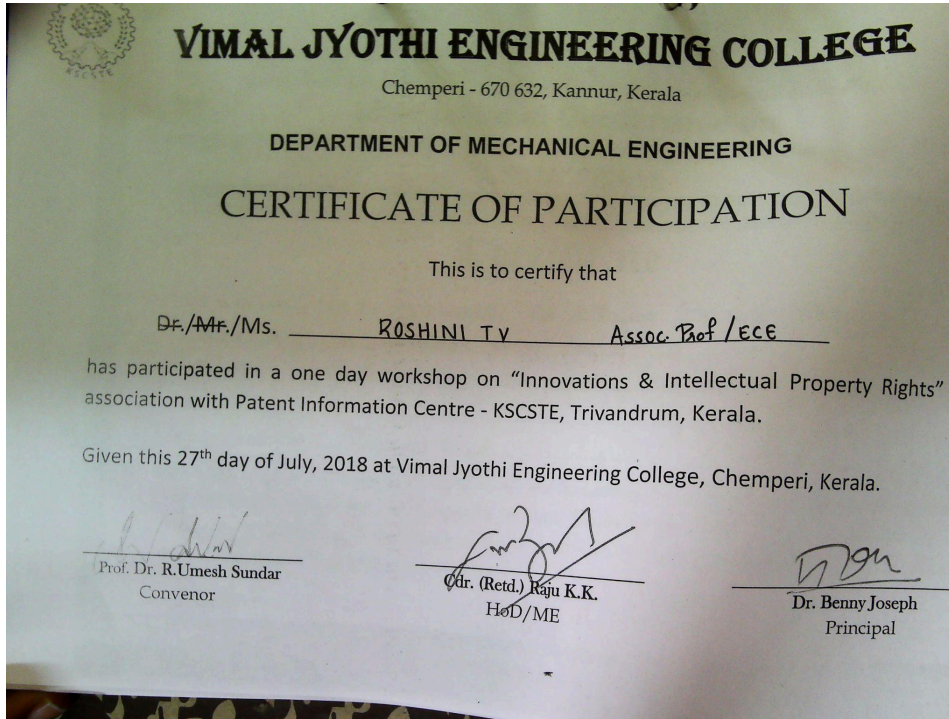 KSCSTE
VIMAL JYOTHI ENGINEERING COLLEGE
Chemperi - 670 632, Kannur, Kerala
DEPARTMENT OF MECHANICAL ENGINEERING
CERTIFICATE OF PARTICIPATION
This is to certify that
Dr./Mr./Ms. ROSHINI TV Assoc. Prof / ECE
has participated in a one day workshop on “Innovations & Intellectual Property Rights”
association with Patent Information Centre - KSCSTE, Trivandrum, Kerala.
Given this 27th day of July, 2018 at Vimal Jyothi Engineering College, Chemperi, Kerala.
Prof. Dr. R.Umesh Sundar
Convenor
Cdr. (Retd.) Raju K.K.
HoD/ME
Dr. Benny Joseph
Principal